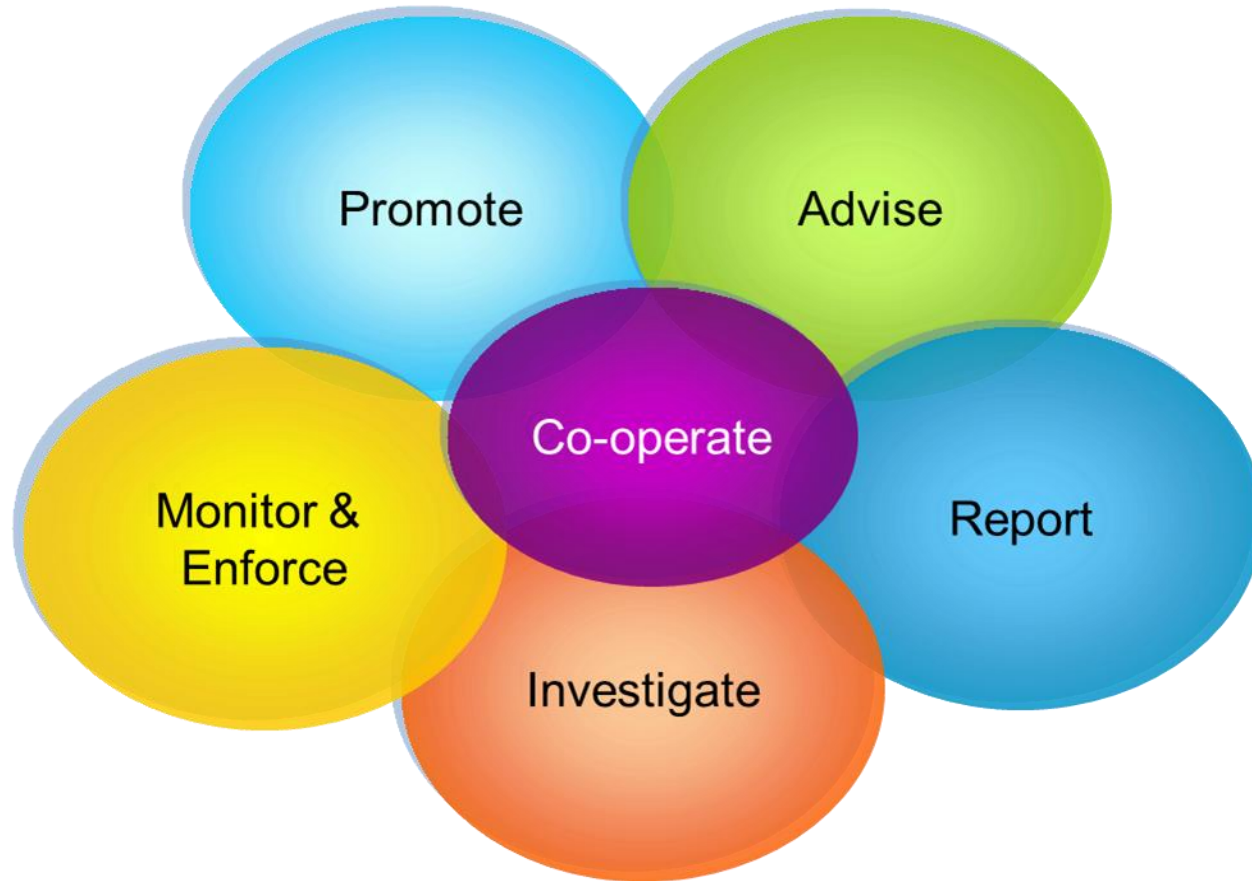 Promote
Advise
Co-operate
Monitor &
Enforce
Report
Investigate